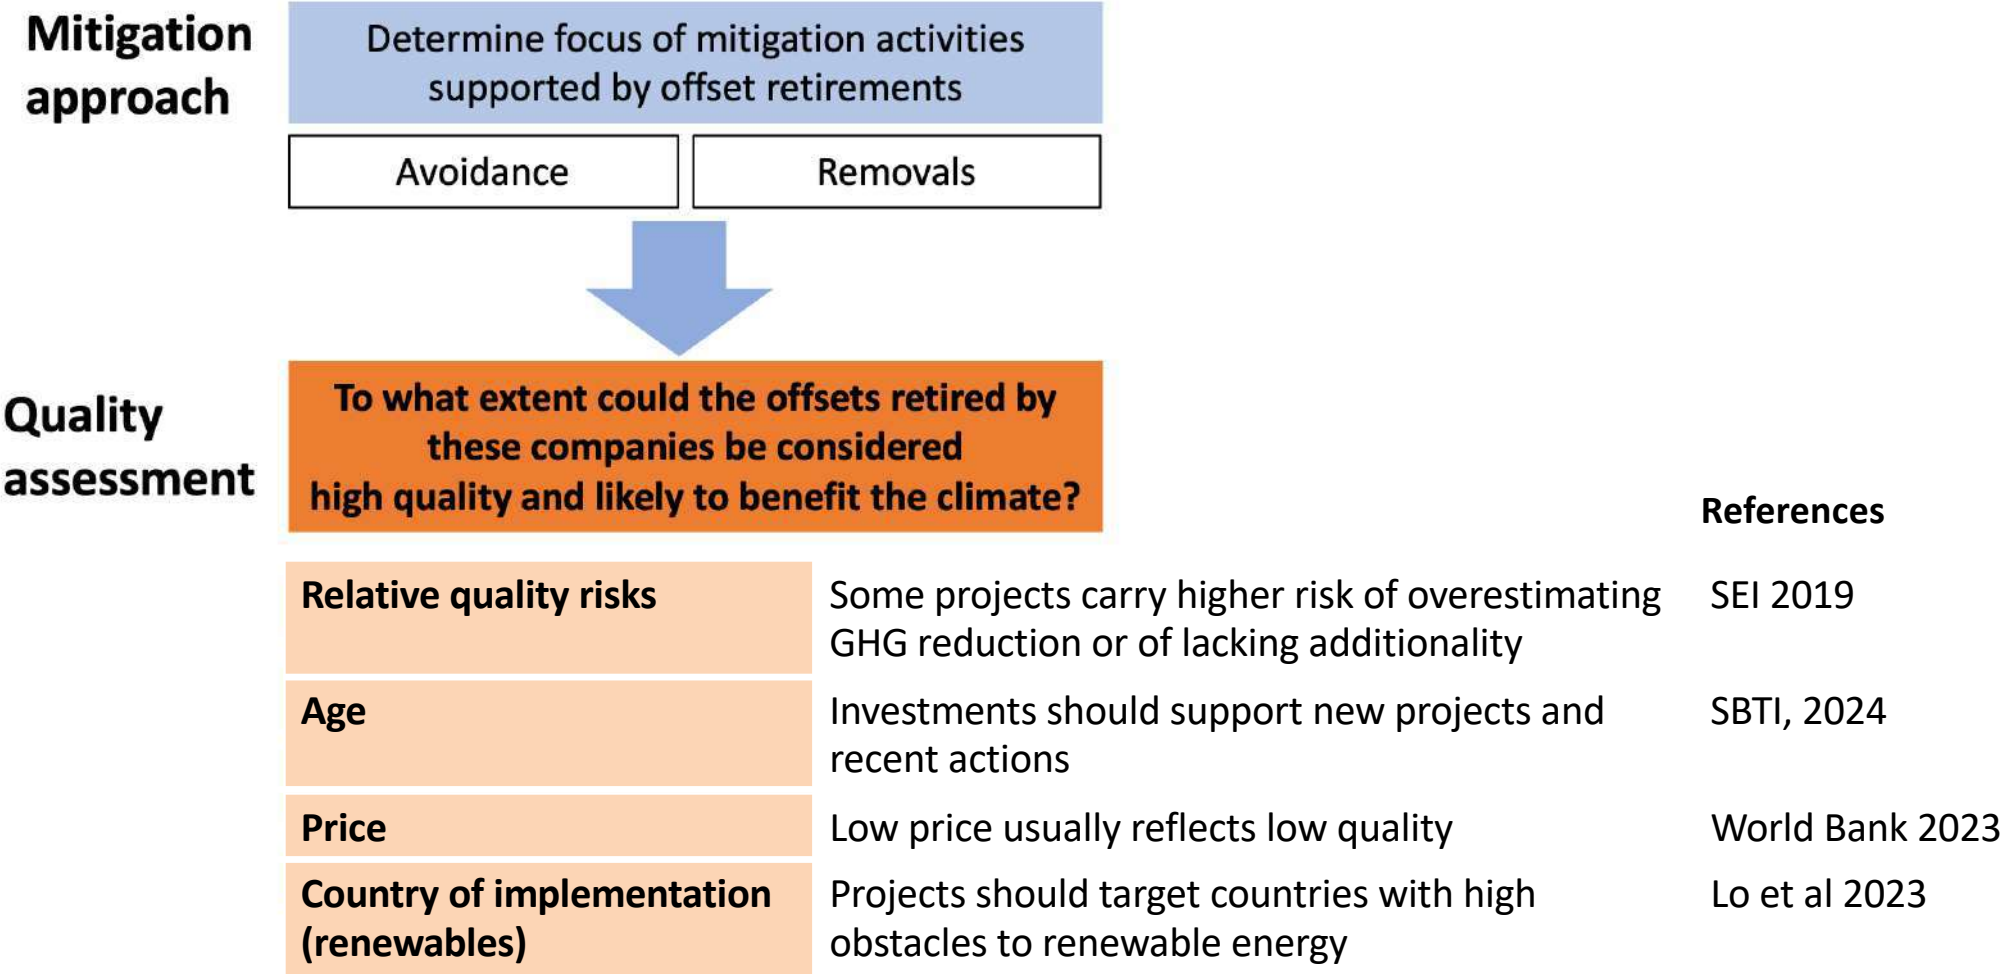 Mitigation
approach
Determine focus of mitigation activities
supported by offset retirements
Avoidance
Removals
Quality
assessment
To what extent could the offsets retired by
these companies be considered
high quality and likely to benefit the climate?
References
Relative quality risks
Some projects carry higher risk of overestimating
GHG reduction or of lacking additionality
SEI 2019
Age
Investments should support new projects and
recent actions
SBTI, 2024
Price
Low price usually reflects low quality
World Bank 2023
Country of implementation
(renewables)
Projects should target countries with high
obstacles to renewable energy
Lo et al 2023